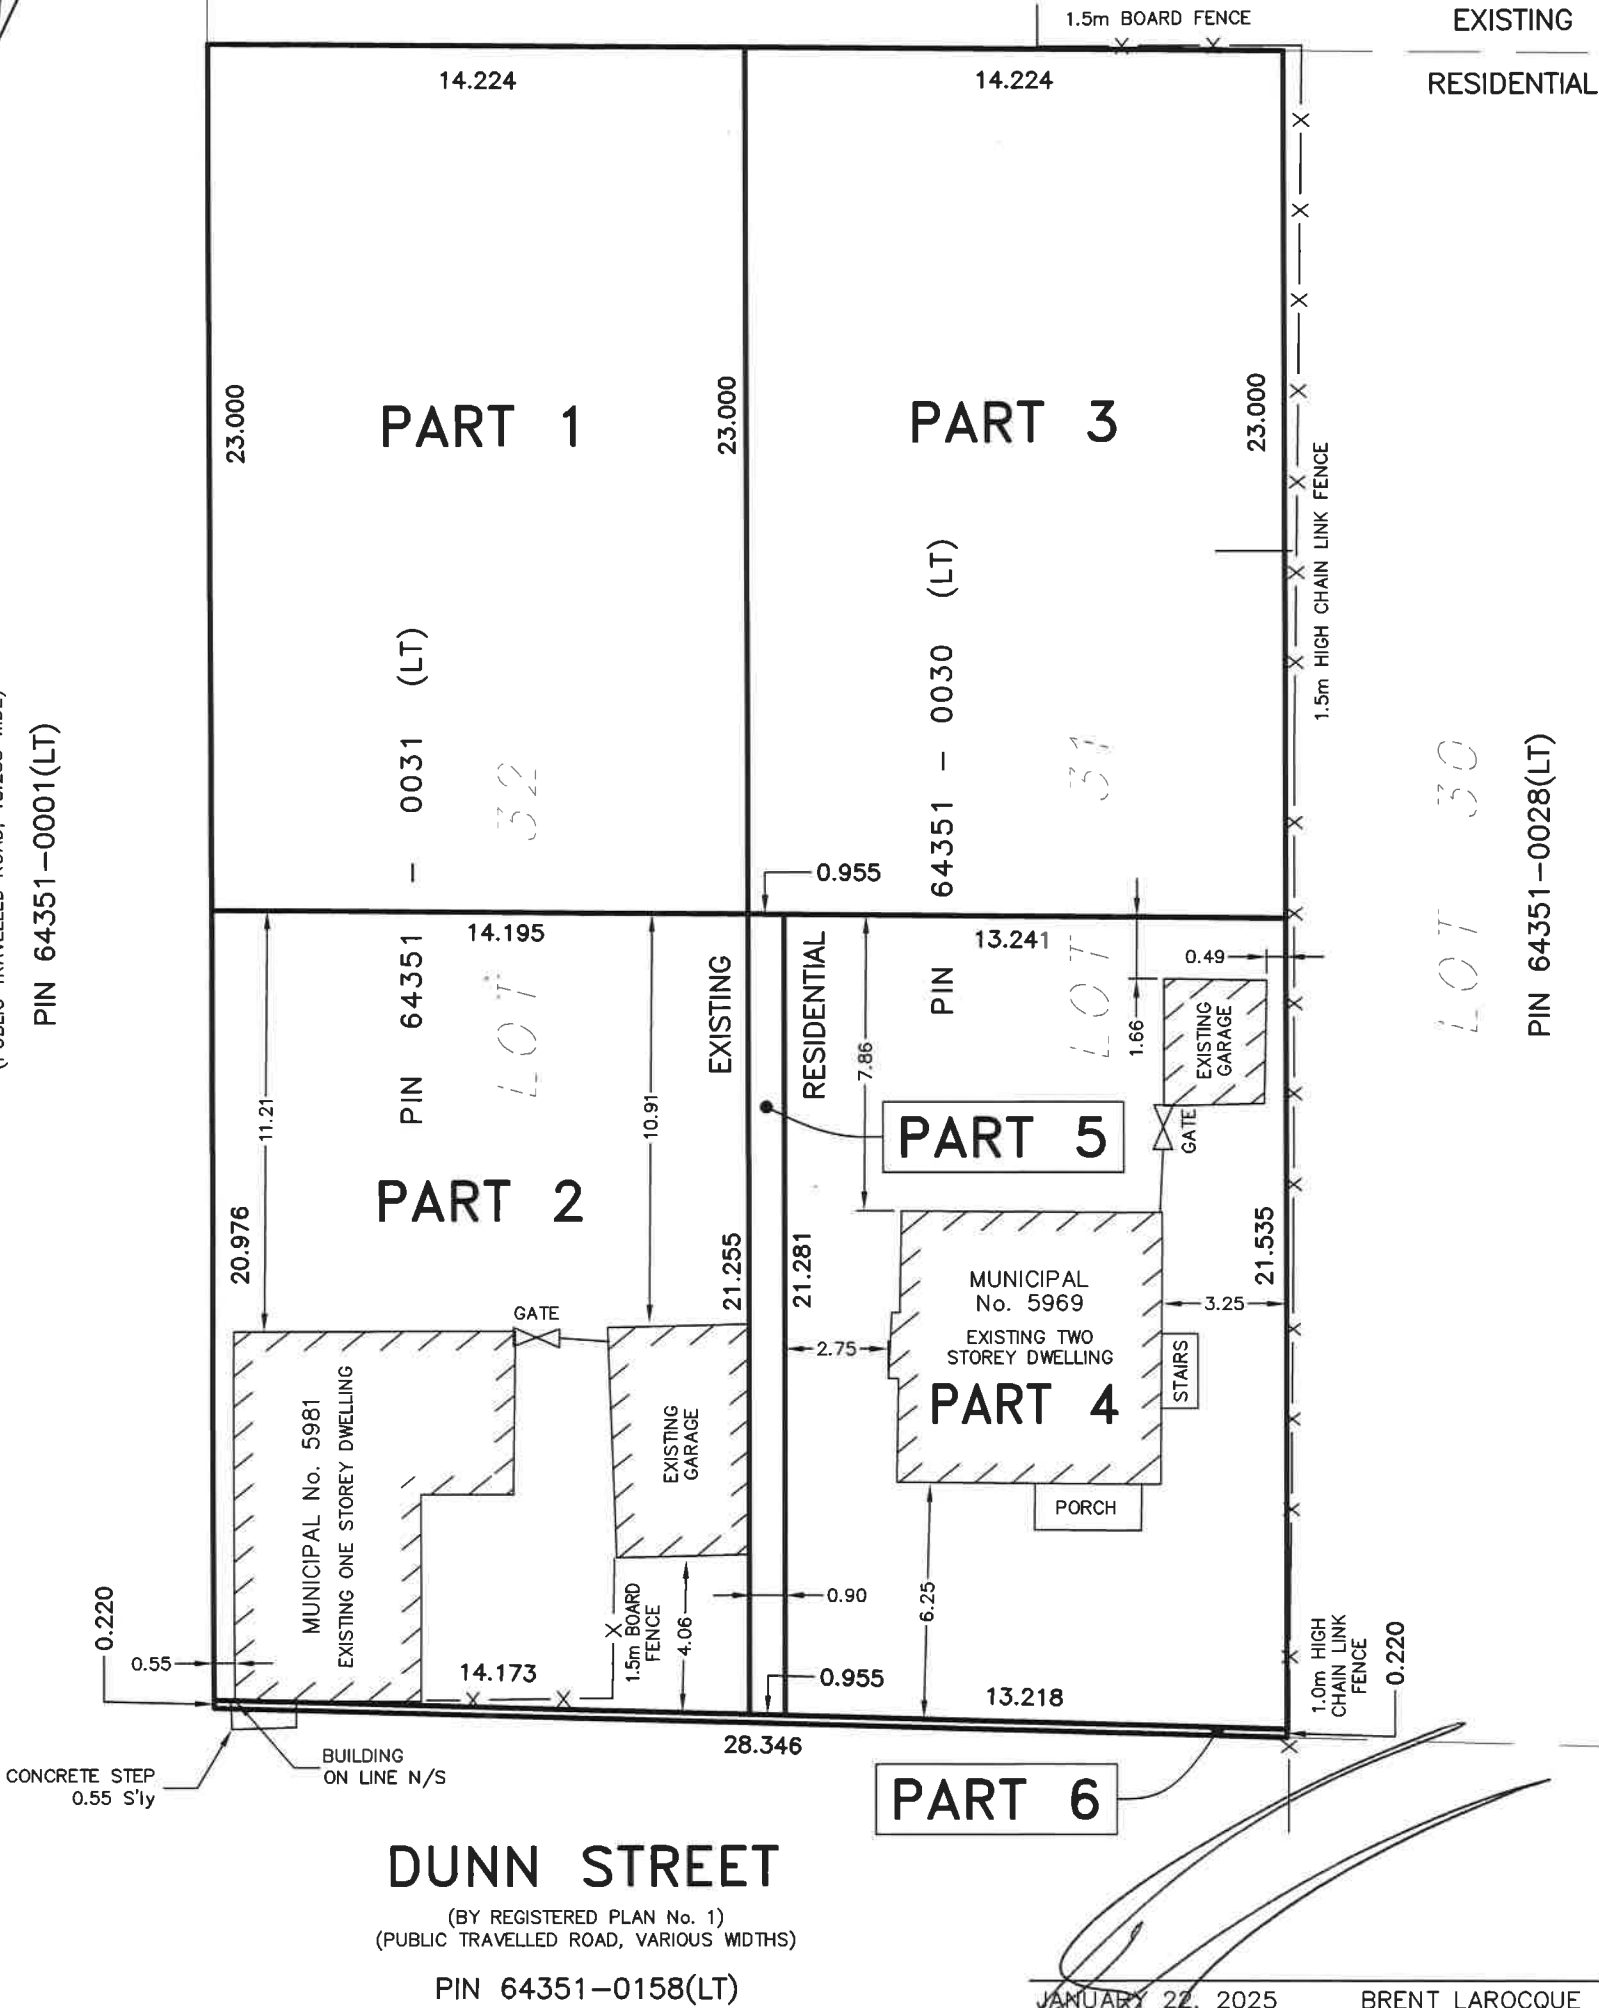 1.5m BOARD FENCE
EXISTING
RESIDENTIAL
14.224
14.224
23.000
PART 1
23.000
PART 3
23.000
1.5m HIGH CHAIN LINK FENCE
PIN 64351-0001(LT)
PIN 64351 - 0031 (LT)
LOT 32
PIN 64351 - 0030 (LT)
LOT 31
LOT 30
PIN 64351-0028(LT)
0.955
14.195
13.241
EXISTING
RESIDENTIAL
0.49
1.66
EXISTING
GARAGE
GATE
11.21
10.91
7.86
PART 5
PART 2
20.976
21.255
21.281
21.535
GATE
MUNICIPAL
No. 5969
EXISTING TWO
STOREY DWELLING
PART 4
3.25
2.75
STAIRS
PORCH
MUNICIPAL No. 5981
EXISTING ONE STOREY DWELLING
EXISTING
GARAGE
0.220
0.55
14.173
1.5m BOARD
FENCE
4.06
0.90
6.25
0.955
13.218
1.0m HIGH
CHAIN LINK
FENCE
0.220
28.346
BUILDING
ON LINE N/S
CONCRETE STEP
0.55 S'ly
PART 6
DUNN STREET
(BY REGISTERED PLAN No. 1)
(PUBLIC TRAVELLED ROAD, VARIOUS WIDTHS)
PIN 64351-0158(LT)
JANUARY 22, 2025
BRENT LAROCQUE